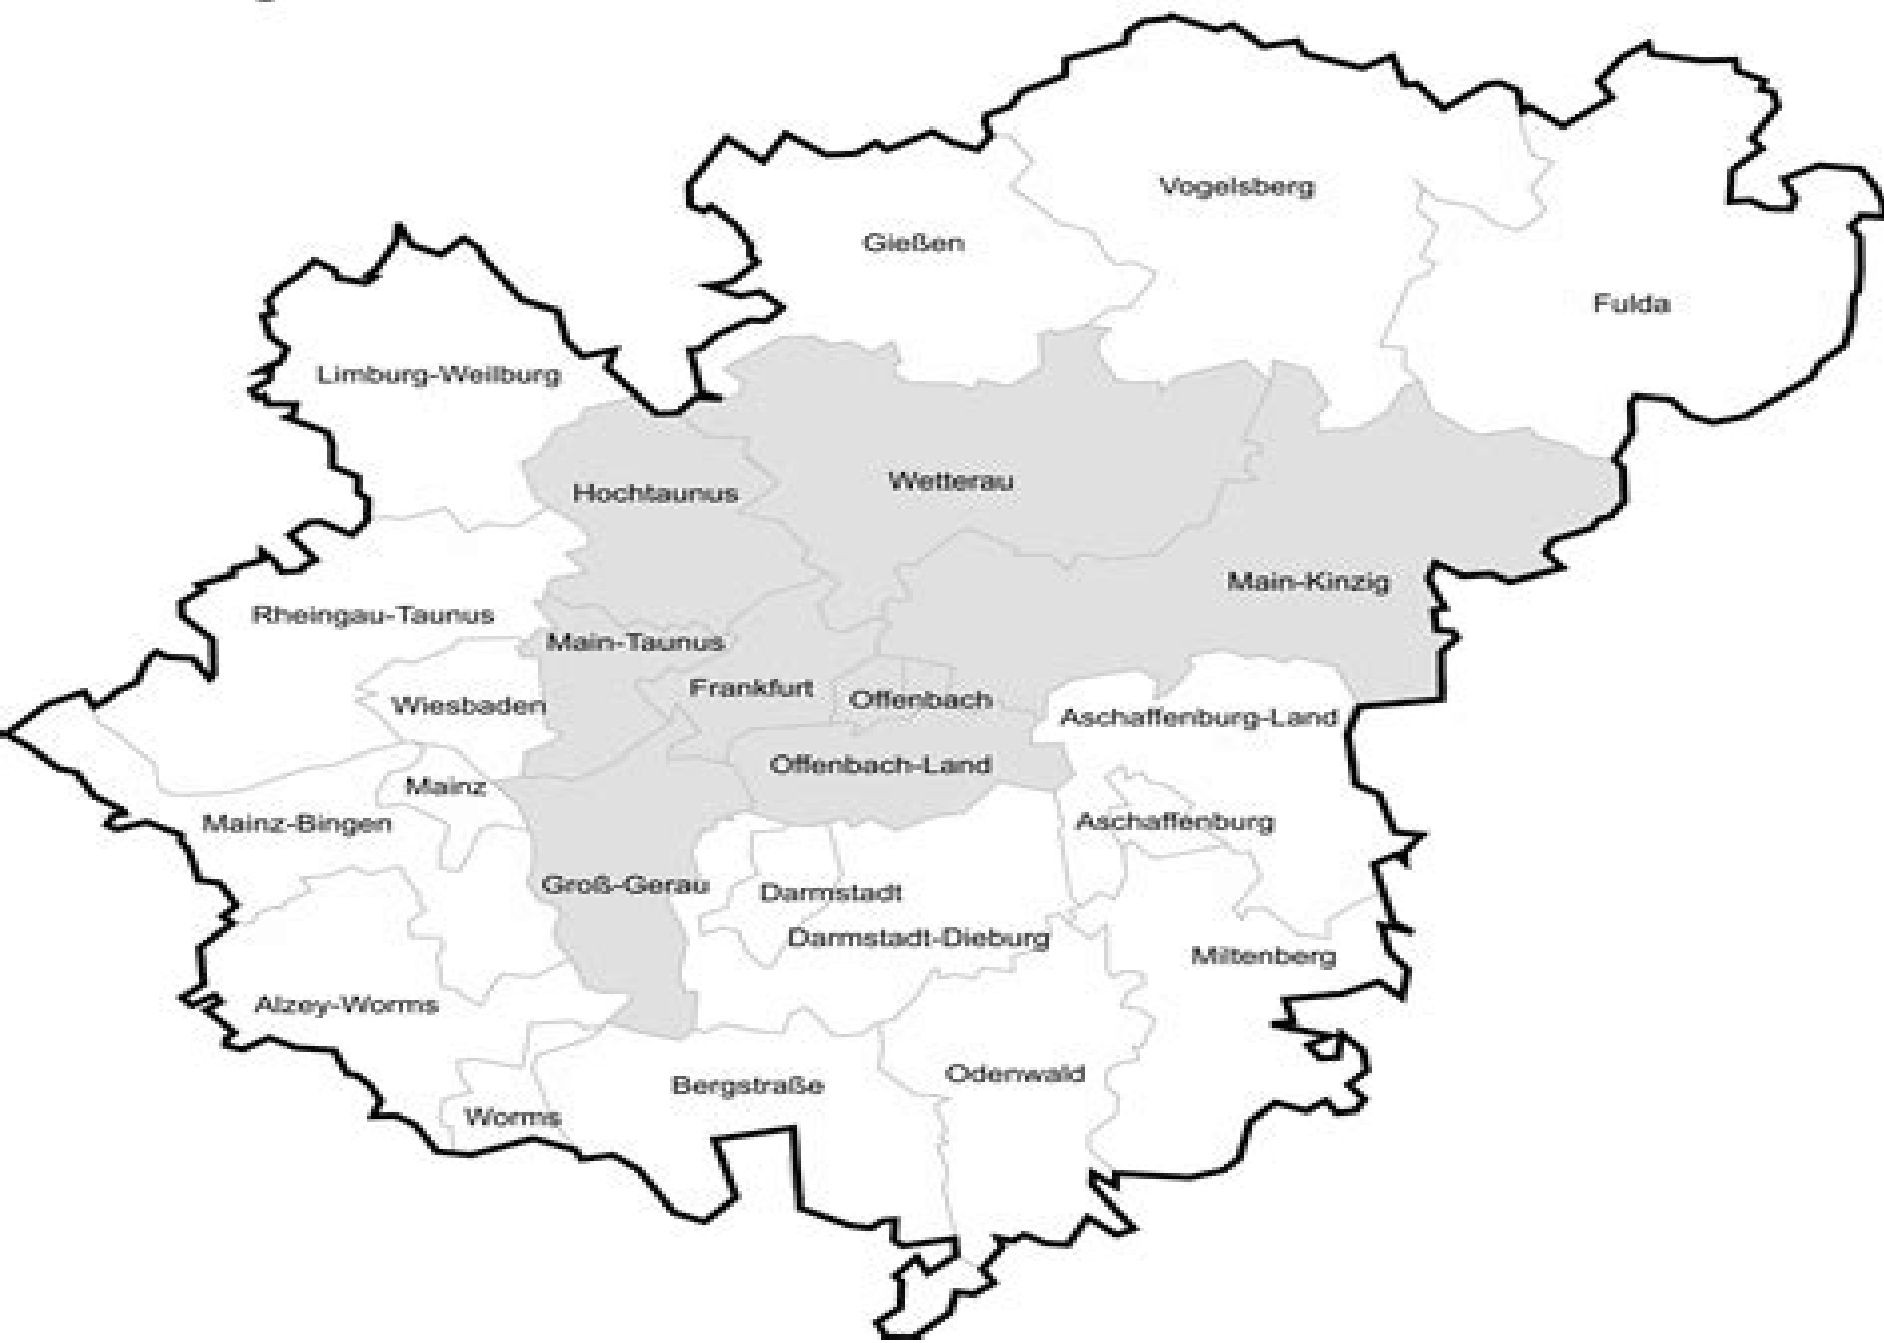 Vogelsberg
Gießen
Fulda
Limburg-Weilburg
Wetterau
Hochtaunus
Main-Kinzig
Rheingau-Taunus
Main-Taunus
Frankfurt
Offenbach
Wiesbaden
Aschaffenburg-Land
Offenbach-Land
Mainz
Mainz-Bingen
Aschaffenburg
Groß-Gerau
Darmstadt
Darmstadt-Dieburg
Miltenberg
Alzey-Worms
Odenwald
Bergstraße
Worms